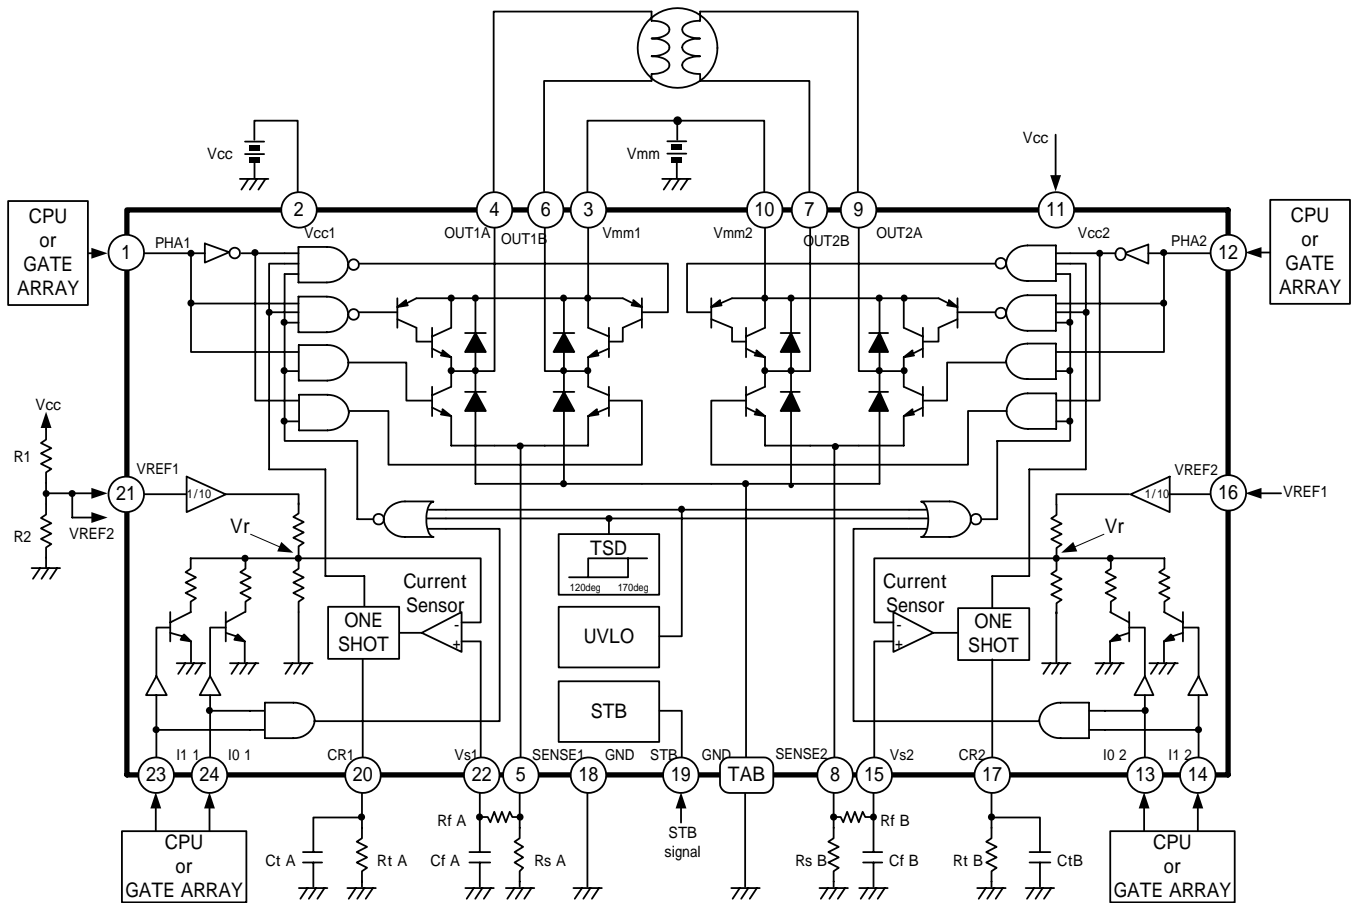 Vcc
Vmm
Vcc
2
4
6
3
10
7
9
11
CPU
or
GATE
ARRAY
CPU
or
GATE
ARRAY
Vcc1
OUT1A
OUT1B
Vmm1
Vmm2
OUT2B
OUT2A
Vcc2
1
PHA1
PHA2
12
Vcc
R1
VREF1
21
1/10
VREF2
R2
Vr
VREF2
1/10
16
VREF1
Vr
TSD
120deg
170deg
Current
Sensor
Current
Sensor
ONE
SHOT
-
+
UVLO
-
+
ONE
SHOT
STB
I1 1
I0 1
CR1
Vs1
SENSE1
GND
STB
GND
SENSE2
Vs2
CR2
I0 2
I1 2
23
24
20
22
5
18
19
TAB
8
15
17
13
14
CPU
or
GATE ARRAY
Ct A
Rt A
Rf A
Cf A
Rs A
STB
signal
Rf B
Rs B
Cf B
Rt B
CtB
CPU
or
GATE ARRAY